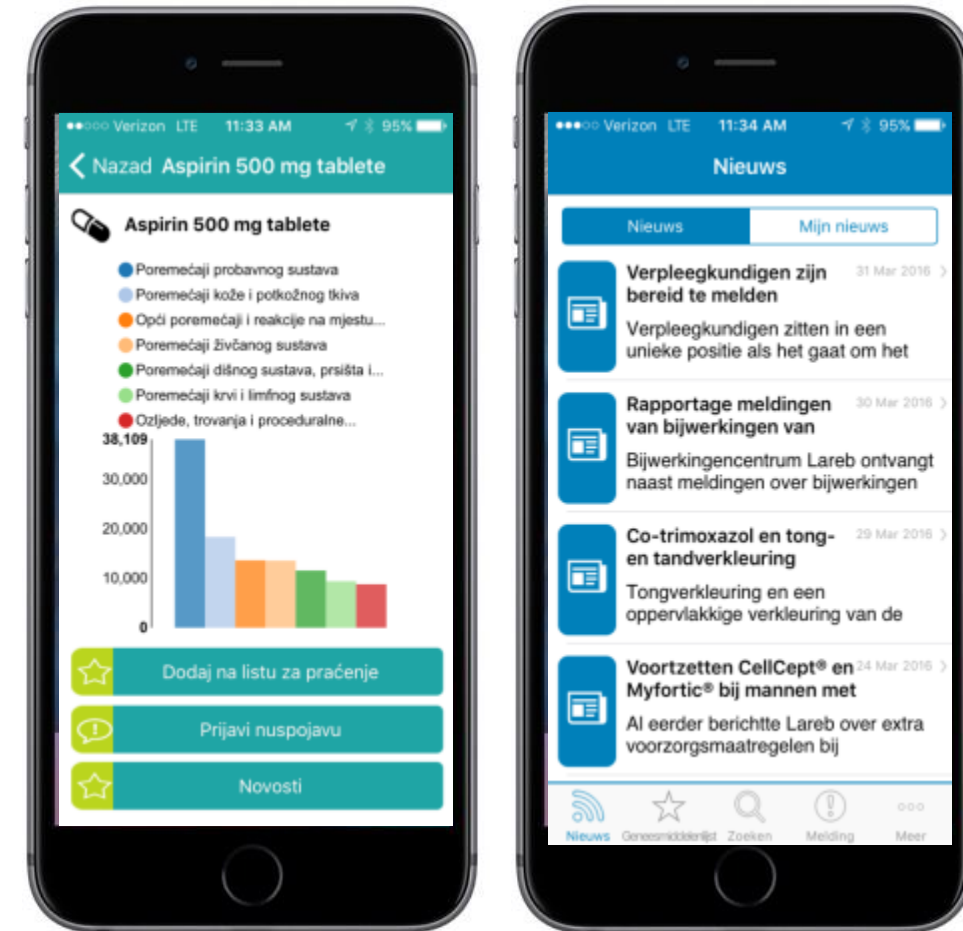 Verizon LTE 11:33 AM 95%
Nazad Aspirin 500 mg tablete
Aspirin 500 mg tablete
Poremećaji probavnog sustava
Poremećaji kože i potkožnog tkiva
Opći poremećaji i reakcije na mjestu...
Poremećaji živčanog sustava
Poremećaji dišnog sustava, prsišta i...
Poremećaji krvi i limfnog sustava
Ozljede, trovanja i proceduralne...
38,109
30,000
20,000
10,000
0
Dodaj na listu za praćenje
Prijavi nuspojavu
Novosti
Verizon LTE 11:34 AM 95%
Nieuws
Nieuws Mijn nieuws
Verpleegkundigen zijn 31 Mar 2016
bereid te melden
Verpleegkundigen zitten in een
unieke positie als het gaat om het
Rapportage meldingen 30 Mar 2016
van bijwerkingen van
Bijwerkingencentrum Lareb ontvangt
naast meldingen over bijwerkingen
Co-trimoxazol en tong- 29 Mar 2016
en tandverkleuring
Tongverkleuring en een
oppervlakkige verkleuring van de
Voortzetten CellCept® en 24 Mar 2016
Myfortic® bij mannen met
Al eerder berichtte Lareb over extra
voorzorgsmaatregelen bij
Nieuws Geneesmiddelenlijst Zoeken Melding Meer